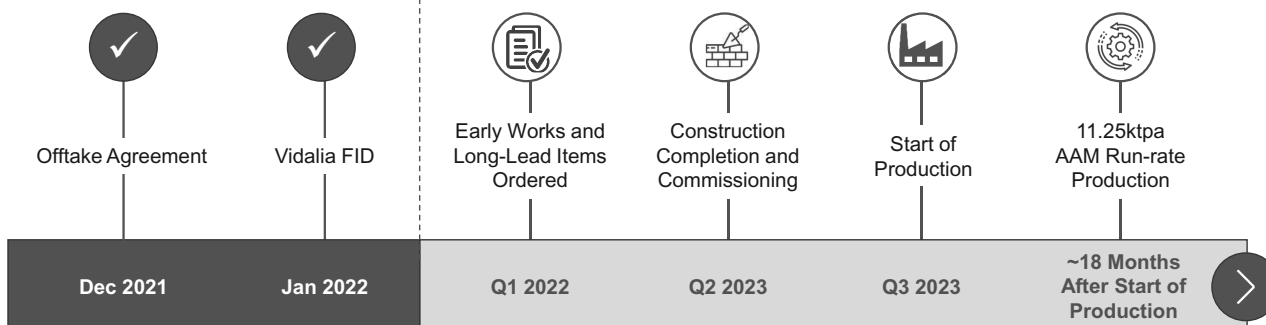 Offtake Agreement
Vidalia FID
Early Works and
Long-Lead Items
Ordered
Construction
Completion and
Commissioning
Start of
Production
11.25ktpa
AAM Run-rate
Production
Dec 2021
Jan 2022
Q1 2022
Q2 2023
Q3 2023
~18 Months
After Start of
Production